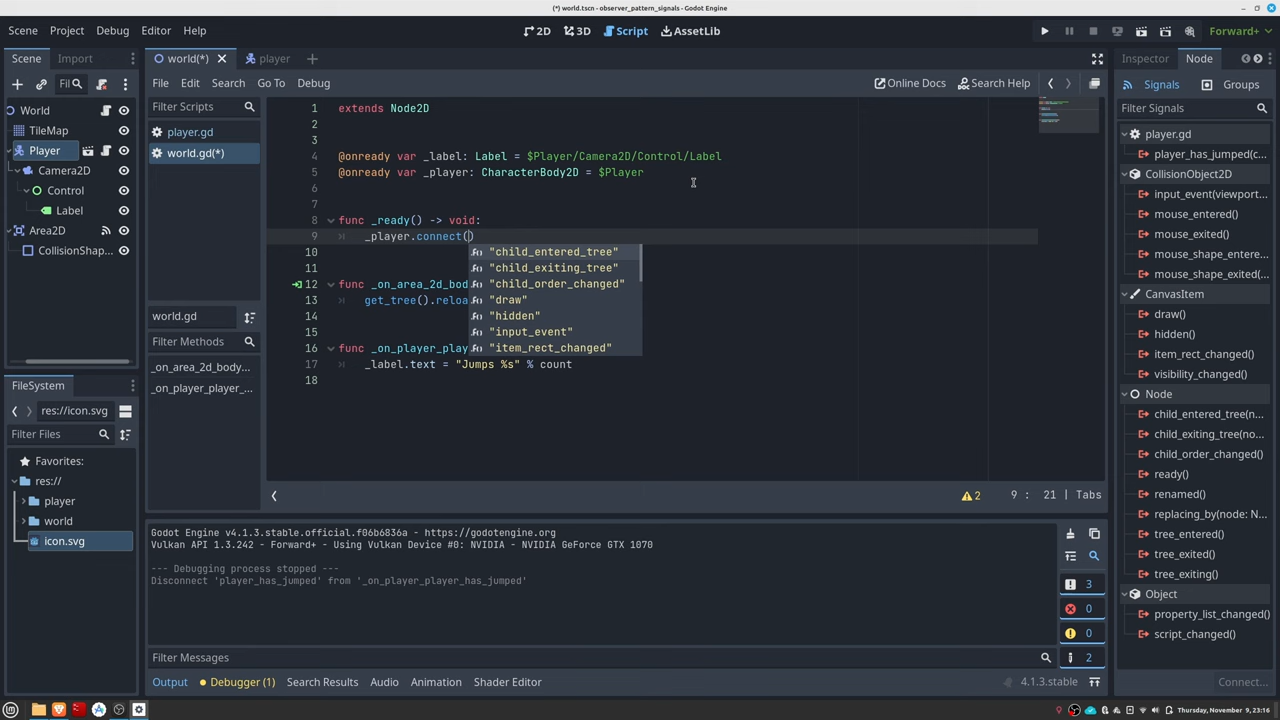 (*) world.tscn - observer_pattern_signals - Godot Engine
Scene Project Debug Editor Help
2D 3D Script AssetLib
Forward+
Scene Import
world(*) player
Inspector Node
File Edit Search Go To Debug
Online Docs Search Help
Fil
Signals Groups
Filter Scripts
Filter Signals
World
TileMap
Player
Camera2D
Control
Label
Area2D
CollisionShap...
player.gd
world.gd(*)
world.gd
Filter Methods
_on_area_2d_body...
_on_player_player_...
1 extends Node2D
2
3
4 @onready var _label: Label = $Player/Camera2D/Control/Label
5 @onready var _player: CharacterBody2D = $Player
6
7
8 func _ready() -> void:
9 _player.connect()
10
11
12 func _on_area_2d_bod
13 get_tree().reloa
14
15
16 func _on_player_play
17 _label.text = "Jumps %s" % count
18
"child_entered_tree"
"child_exiting_tree"
"child_order_changed"
"draw"
"hidden"
"input_event"
"item_rect_changed"
2 9 : 21 | Tabs
player.gd
player_has_jumped(c...
CollisionObject2D
input_event(viewport...
mouse_entered()
mouse_exited()
mouse_shape_entere...
mouse_shape_exited(...
CanvasItem
draw()
hidden()
item_rect_changed()
visibility_changed()
Node
child_entered_tree(n...
child_exiting_tree(no...
child_order_changed()
ready()
renamed()
replacing_by(node: N...
tree_entered()
tree_exited()
tree_exiting()
Object
property_list_changed()
script_changed()
Connect...
FileSystem
res://icon.svg
Filter Files
Favorites:
res://
player
world
icon.svg
Godot Engine v4.1.3.stable.official.f06b6836a - https://godotengine.org
Vulkan API 1.3.242 - Forward+ - Using Vulkan Device #0: NVIDIA - NVIDIA GeForce GTX 1070
--- Debugging process stopped ---
Disconnect 'player_has_jumped' from '_on_player_player_has_jumped'
3
0
0
2
Filter Messages
Output Debugger (1) Search Results Audio Animation Shader Editor
4.1.3.stable
Thursday, November 9, 23:16